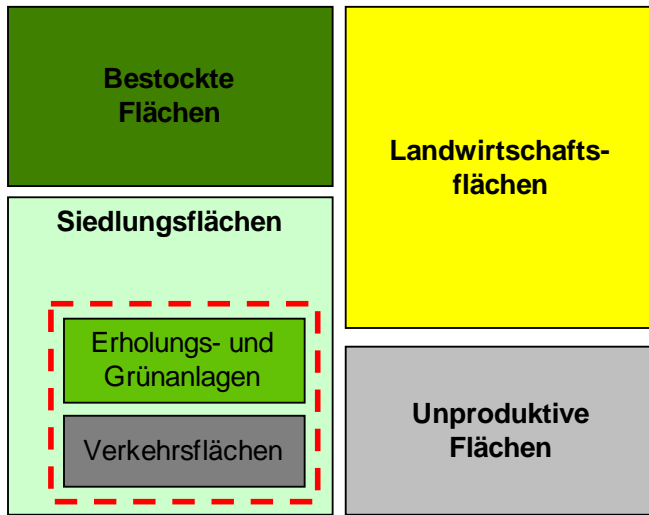 Bestockte
Flächen
Landwirtschafts-
flächen
Siedlungsflächen
Erholungs- und
Grünanlagen
Verkehrsflächen
Unproduktive
Flächen